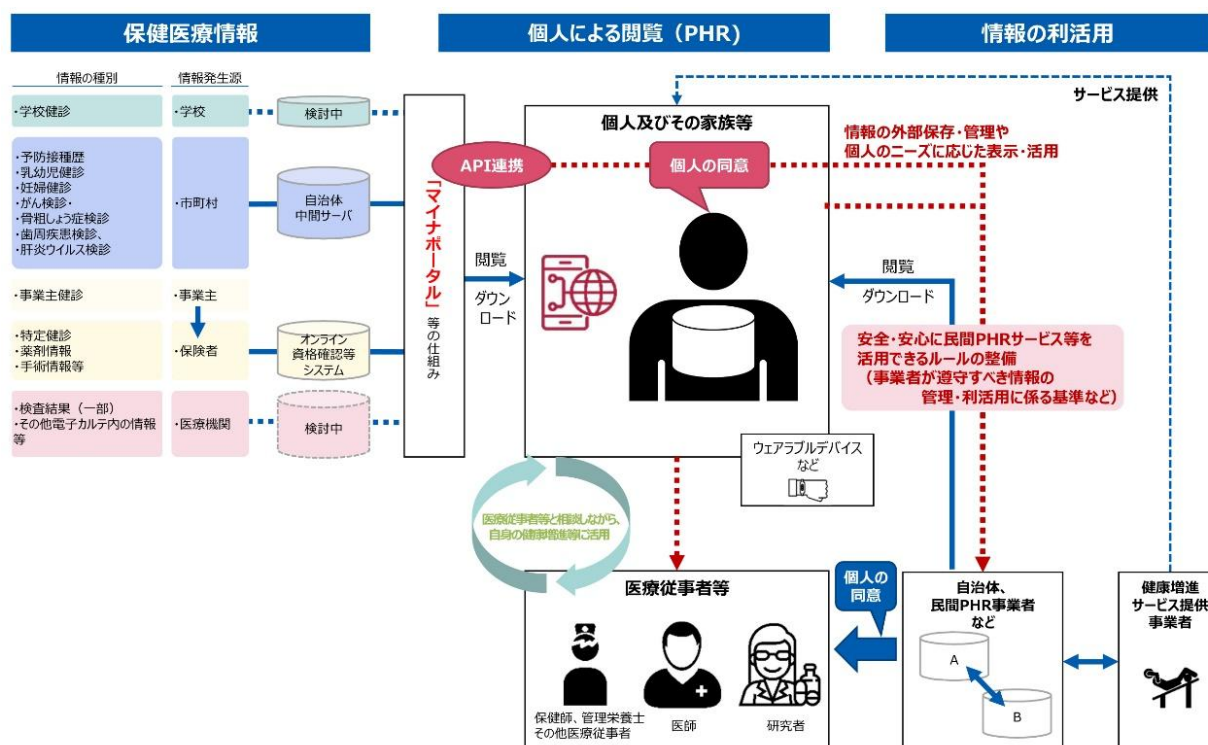 保健医療情報
個人による閲覧（PHR）
情報の利活用
情報の種別
情報発生源
・学校健診
・学校
検討中
・予防接種歴
・乳幼児健診
・妊婦健診
・がん検診・
・骨粗しょう症検診
・歯周疾患検診、
・肝炎ウイルス検診
・市町村
自治体
中間サーバ
・事業主健診
・事業主
・特定健診
・薬剤情報
・手術情報等
・保険者
オンライン
資格確認等
システム
・検査結果（一部）
・その他電子カルテ内の情報
等
・医療機関
検討中
「マイナポータル」等の仕組み
API連携
閲覧
ダウン
ロード
個人及びその家族等
個人の同意
ウェアラブルデバイス
など
医療従事者等と相談しながら、
自身の健康増進等に活用
医療従事者等
保健師、管理栄養士
その他医療従事者
医師
研究者
サービス提供
情報の外部保存・管理や
個人のニーズに応じた表示・活用
閲覧
ダウンロード
安全・安心に民間PHRサービス等を
活用できるルールの整備
（事業者が遵守すべき情報の
管理・利活用に係る基準など）
個人の
同意
自治体、
民間PHR事業者
など
A
B
健康増進
サービス提供
事業者